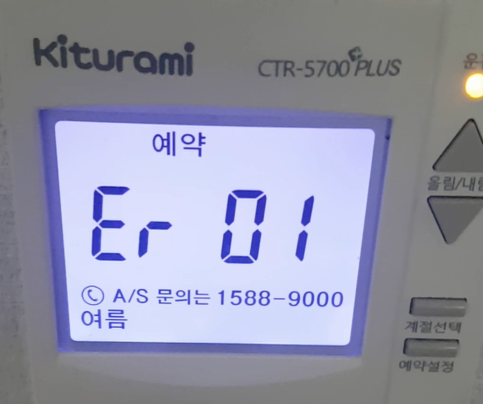 Kiturami
CTR-5700 PLUS
예약
Er 01
A/S 문의는 1588-9000
여름
올림/내림
계절선택
예약설정